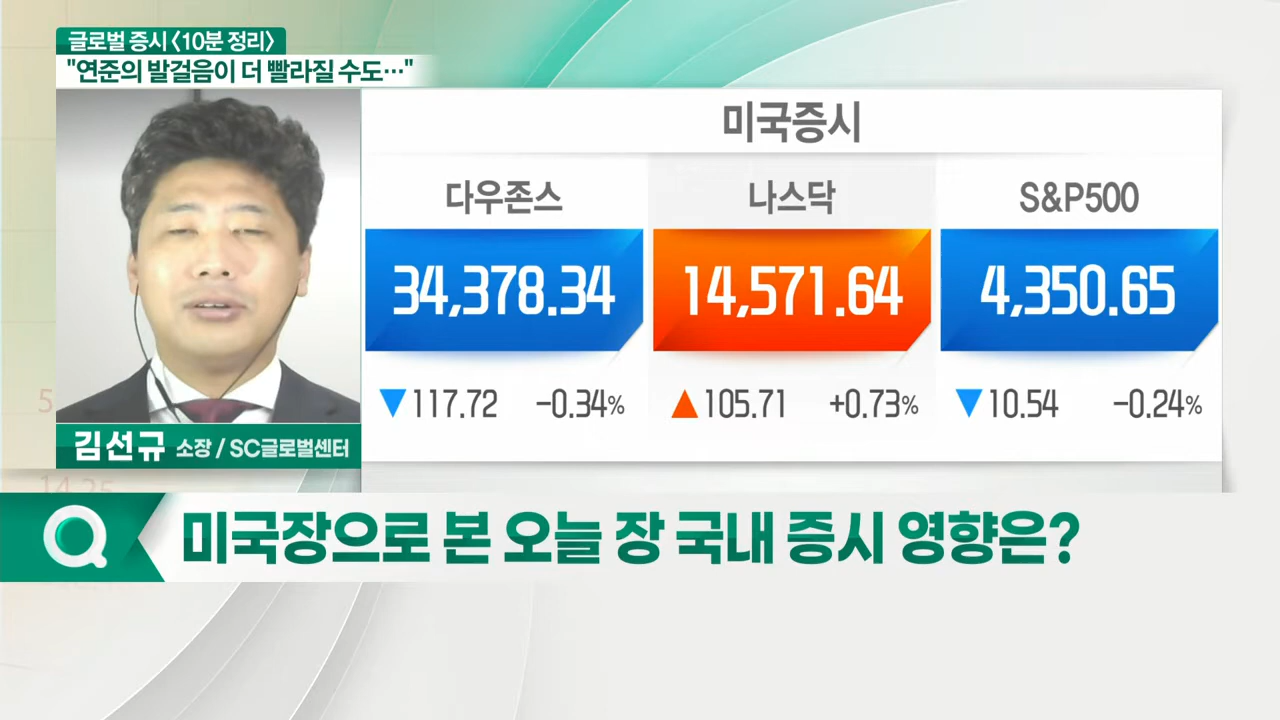 글로벌 증시 <10분 정리>
"연준의 발걸음이 더 빨라질 수도…"
미국증시
다우존스
나스닥
S&P500
34,378.34
14,571.64
4,350.65
▼117.72 -0.34%
▲105.71 +0.73%
▼10.54 -0.24%
김선규 소장 / SC글로벌센터
5
14 25
Q 미국장으로 본 오늘 장 국내 증시 영향은?